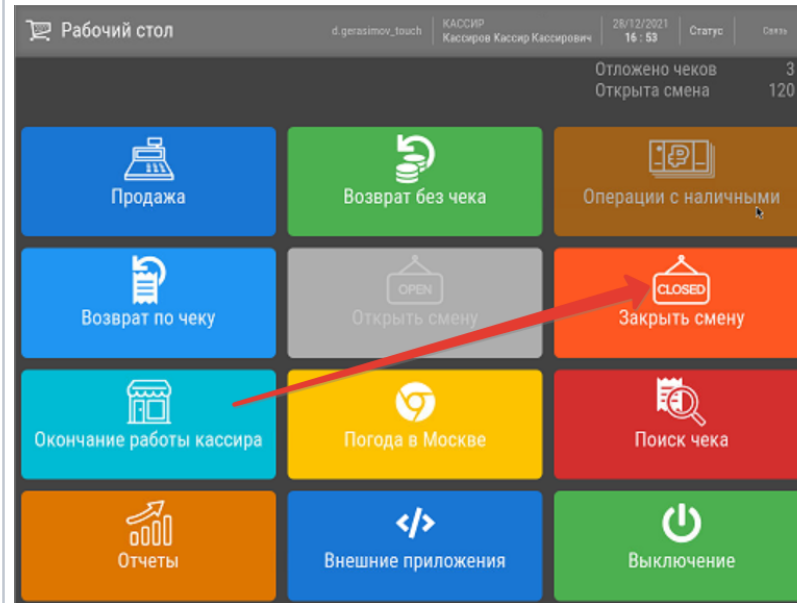 Рабочий стол
d.gerasimov_touch
КАССИР
Кассиров Кассир Кассирович
28/12/2021
16 : 53
Статус
Связь
Отложено чеков 3
Открыта смена 120
Продажа
Возврат без чека
Операции с наличными
Возврат по чеку
OPEN
Открыть смену
CLOSED
Закрыть смену
Окончание работы кассира
Погода в Москве
Поиск чека
Отчеты
Внешние приложения
Выключение